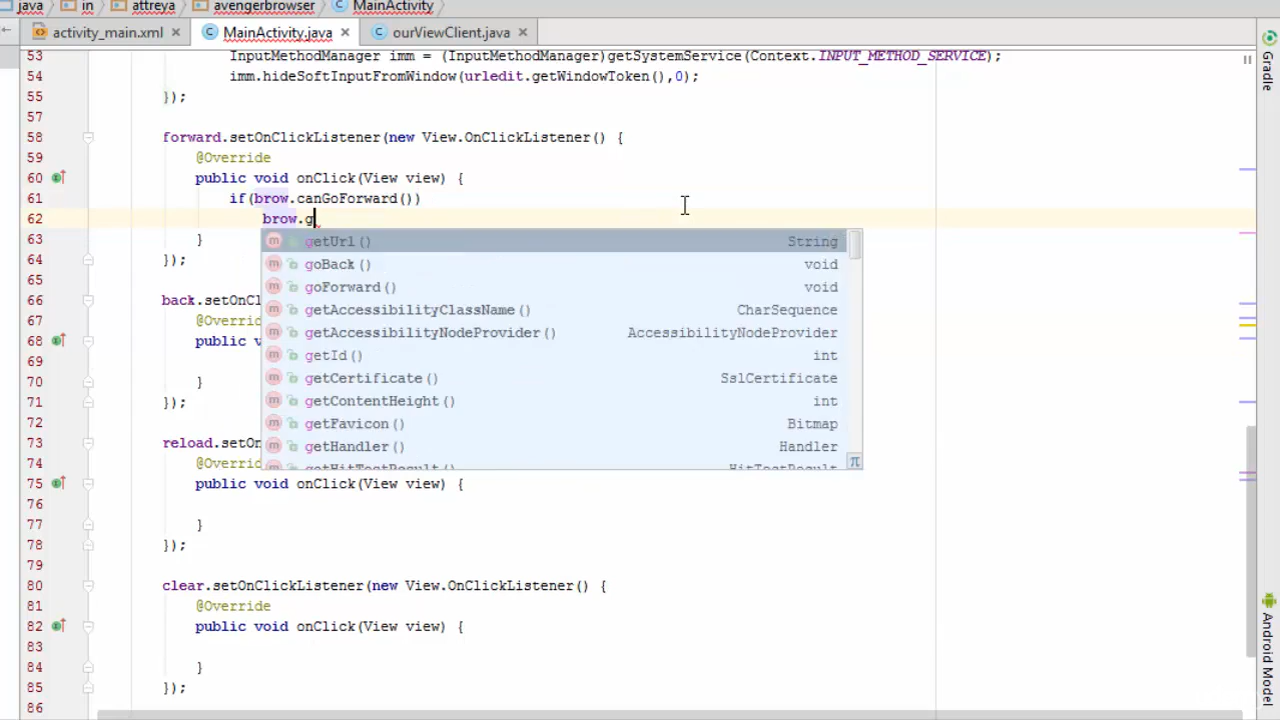 java in attreya avengerbrowser MainActivity
activity_main.xml MainActivity.java ourViewClient.java
53 InputMethodManager imm = (InputMethodManager)getSystemService(Context.INPUT_METHOD_SERVICE);
54 imm.hideSoftInputFromWindow(urledit.getWindowToken(),0);
55 });
57
58 forward.setOnClickListener(new View.OnClickListener() {
59 @Override
60 public void onClick(View view) {
61 if(brow.canGoForward())
62 brow.g
63 }
64 });
65
66 back.setOnCl
67 @Overrid
68 public v
69
70 }
71 });
72
73 reload.setOn
74 @Overrid
75 public void onClick(View view) {
76
77 }
78 });
79
80 clear.setOnClickListener(new View.OnClickListener() {
81 @Override
82 public void onClick(View view) {
83
84 }
85 });
86
getUrl() String
goBack() void
goForward() void
getAccessibilityClassName() CharSequence
getAccessibilityNodeProvider() AccessibilityNodeProvider
getId() int
getCertificate() SslCertificate
getContentHeight() int
getFavicon() Bitmap
getHandler() Handler
getHitTestResult() HitTestResult
π
Gradle
Android Model